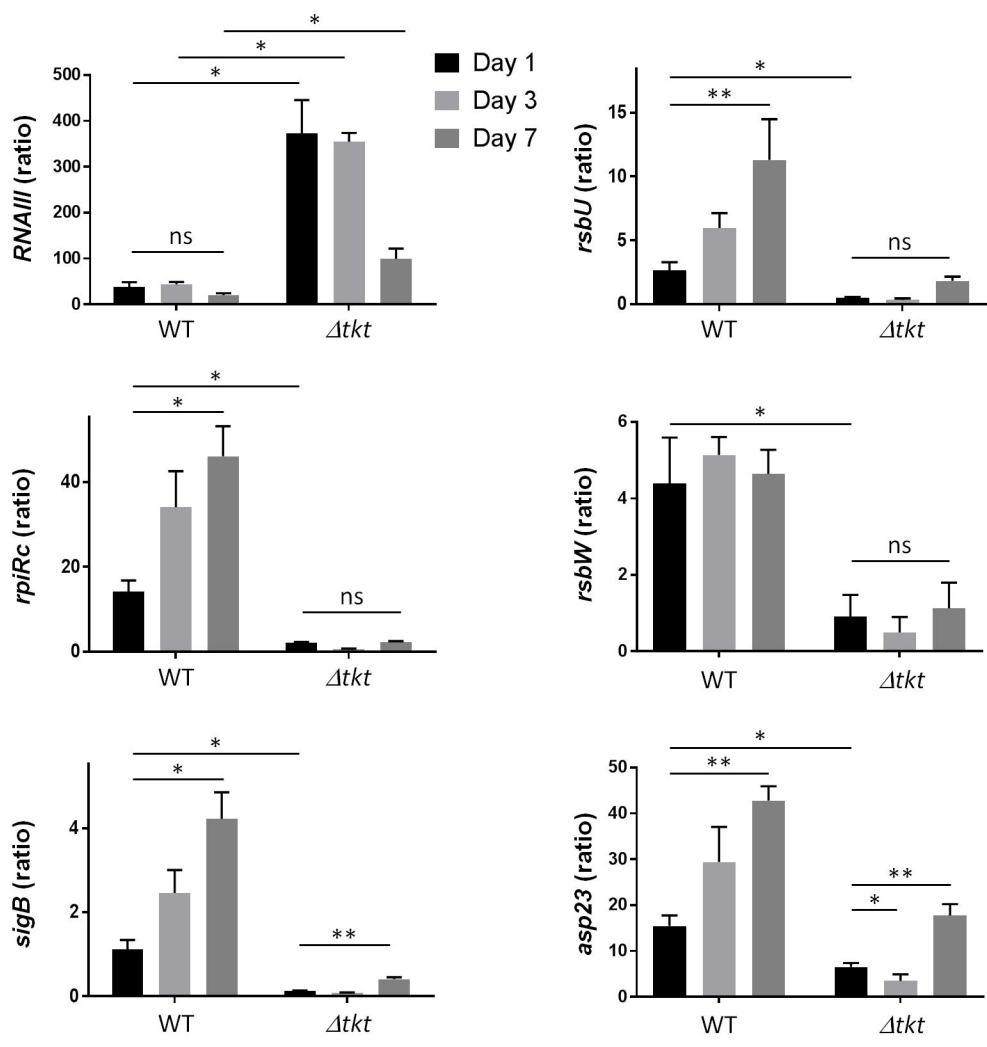 *
*
*
500
400
300
200
100
0
RNAIII (ratio)
ns
WT
Δtkt
Day 1
Day 3
Day 7
*
**
15
10
5
0
rsbU (ratio)
ns
WT
Δtkt
*
*
40
20
0
rpiRc (ratio)
ns
WT
Δtkt
*
6
4
2
0
rsbW (ratio)
ns
WT
Δtkt
*
*
4
2
0
sigB (ratio)
**
WT
Δtkt
*
**
50
40
30
20
10
0
asp23 (ratio)
**
*
WT
Δtkt